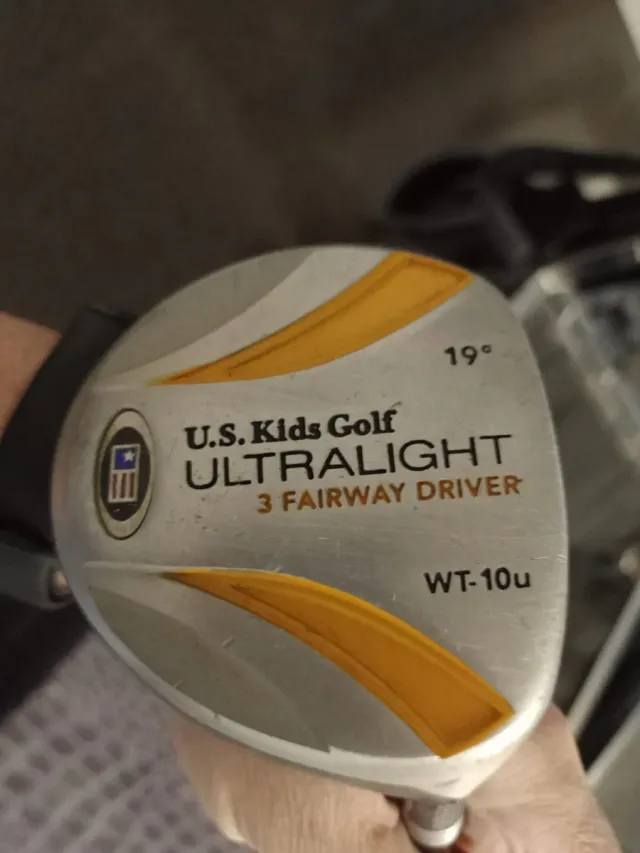 19°
U.S. Kids Golf
ULTRALIGHT
3 FAIRWAY DRIVER
WT-10u